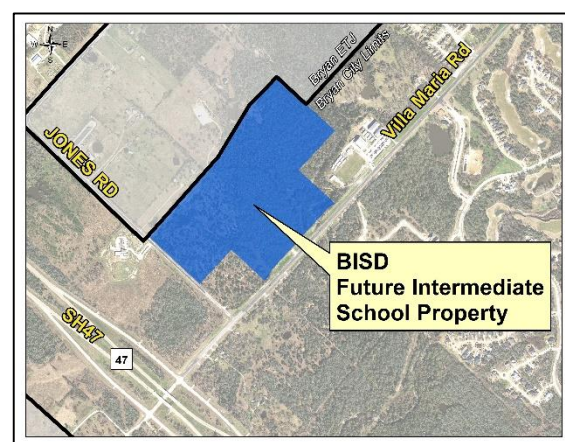 N
W E
S
Bryan ETJ
Bryan City Limits
Villa Maria Rd
JONES RD
BISD
Future Intermediate
School Property
SH47
47